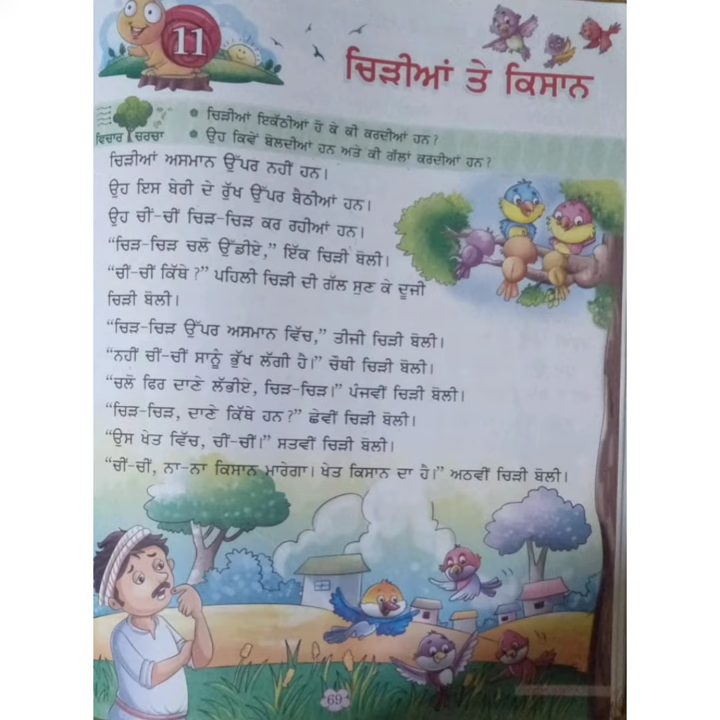 11
ਚਿੜੀਆਂ ਤੇ ਕਿਸਾਨ
ਵਿਚਾਰ ਚਰਚਾ
• ਚਿੜੀਆਂ ਇਕੱਠੀਆਂ ਹੋ ਕੇ ਕੀ ਕਰਦੀਆਂ ਹਨ ?
• ਉਹ ਕਿਵੇਂ ਬੋਲਦੀਆਂ ਹਨ ਅਤੇ ਕੀ ਗੱਲਾਂ ਕਰਦੀਆਂ ਹਨ ?
ਚਿੜੀਆਂ ਅਸਮਾਨ ਉੱਪਰ ਨਹੀਂ ਹਨ।
ਉਹ ਇਸ ਬੇਰੀ ਦੇ ਰੁੱਖ ਉੱਪਰ ਬੈਠੀਆਂ ਹਨ।
ਉਹ ਚੀਂ-ਚੀਂ ਚਿੜ-ਚਿੜ ਕਰ ਰਹੀਆਂ ਹਨ।
“ਚਿੜ-ਚਿੜ ਚਲੋ ਉੱਡੀਏ,” ਇੱਕ ਚਿੜੀ ਬੋਲੀ।
“ਚੀਂ-ਚੀਂ ਕਿੱਥੇ ?” ਪਹਿਲੀ ਚਿੜੀ ਦੀ ਗੱਲ ਸੁਣ ਕੇ ਦੂਜੀ
ਚਿੜੀ ਬੋਲੀ।
“ਚਿੜ-ਚਿੜ ਉੱਪਰ ਅਸਮਾਨ ਵਿੱਚ,” ਤੀਜੀ ਚਿੜੀ ਬੋਲੀ।
“ਨਹੀਂ ਚੀਂ-ਚੀਂ ਸਾਨੂੰ ਭੁੱਖ ਲੱਗੀ ਹੈ।” ਚੌਥੀ ਚਿੜੀ ਬੋਲੀ।
“ਚਲੋ ਫਿਰ ਦਾਣੇ ਲੱਭੀਏ, ਚਿੜ-ਚਿੜ।” ਪੰਜਵੀਂ ਚਿੜੀ ਬੋਲੀ।
“ਚਿੜ-ਚਿੜ, ਦਾਣੇ ਕਿੱਥੇ ਹਨ ?” ਛੇਵੀਂ ਚਿੜੀ ਬੋਲੀ।
“ਉਸ ਖੇਤ ਵਿੱਚ, ਚੀਂ-ਚੀਂ।” ਸਤਵੀਂ ਚਿੜੀ ਬੋਲੀ।
“ਚੀਂ-ਚੀਂ, ਨਾ-ਨਾ ਕਿਸਾਨ ਮਾਰੇਗਾ। ਖੇਤ ਕਿਸਾਨ ਦਾ ਹੈ।” ਅਠਵੀਂ ਚਿੜੀ ਬੋਲੀ।
69